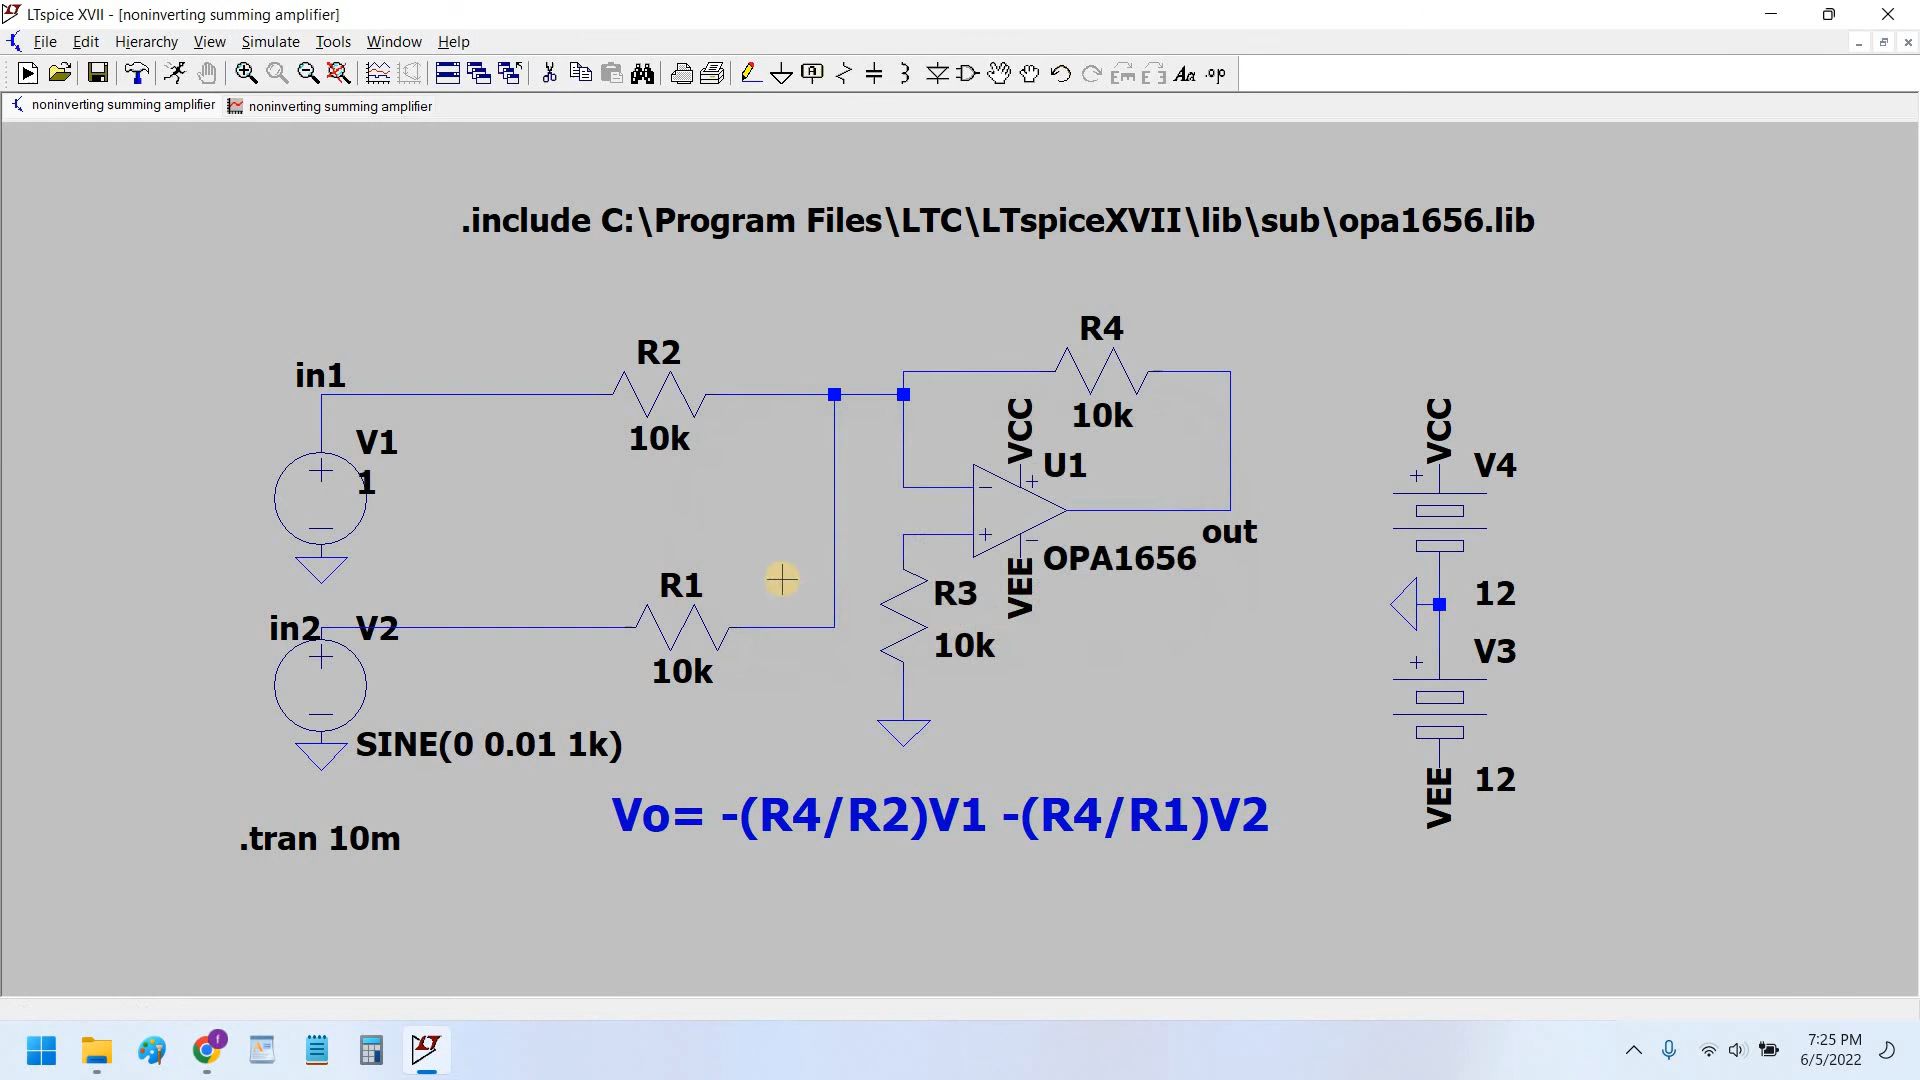 LTspice XVII - [noninverting summing amplifier]
File Edit Hierarchy View Simulate Tools Window Help
noninverting summing amplifier noninverting summing amplifier
.include C:\Program Files\LTC\LTspiceXVII\lib\sub\opa1656.lib
R4
R2
in1
10k
VCC
VCC
10k
V1
1
U1
V4
out
OPA1656
VEE
R1
R3
12
in2 V2
10k
V3
10k
SINE(0 0.01 1k)
12
VEE
Vo= -(R4/R2)V1 -(R4/R1)V2
.tran 10m
7:25 PM
6/5/2022